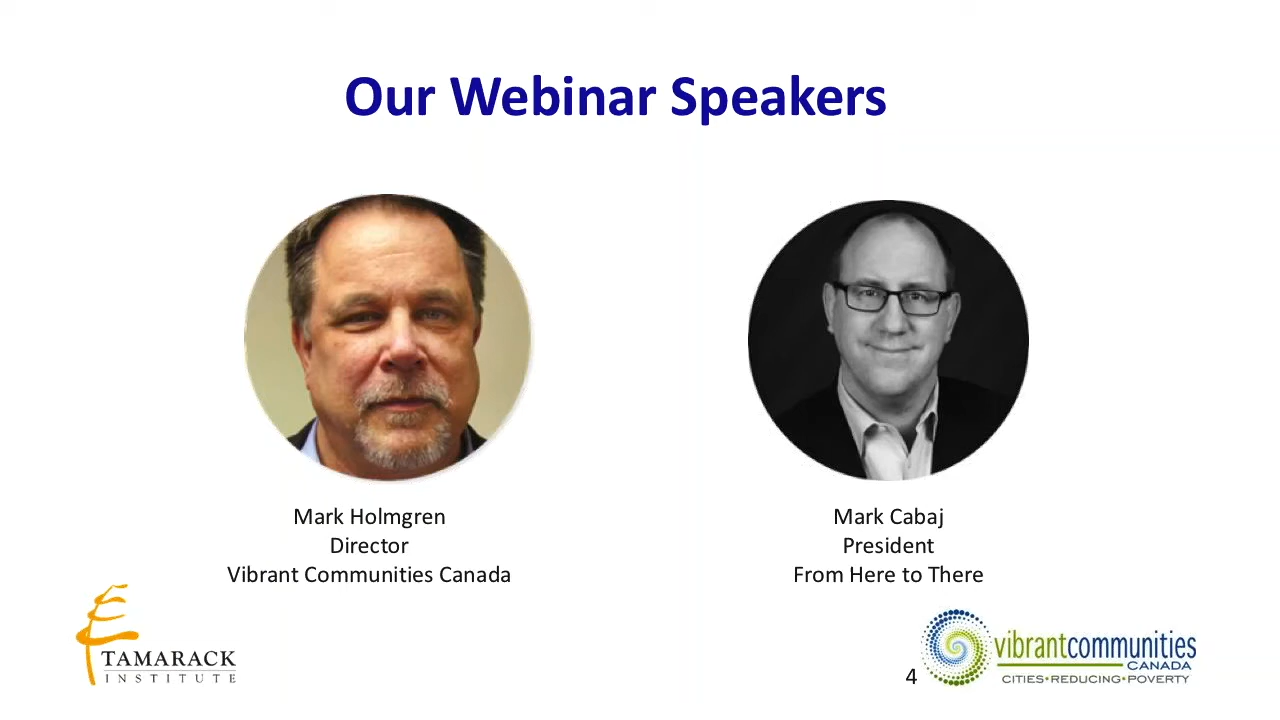 Our Webinar Speakers
Mark Holmgren
Director
Vibrant Communities Canada
Mark Cabaj
President
From Here to There
TAMARACK
INSTITUTE
4
vibrantcommunities
CANADA
CITIES•REDUCING•POVERTY